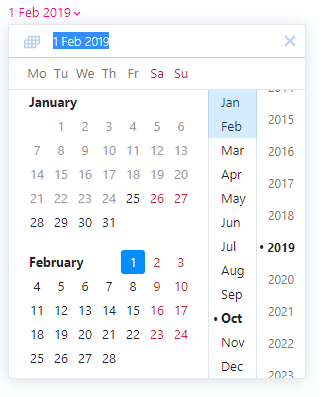 1 Feb 2019
1 Feb 2019
Mo Tu We Th Fr Sa Su
January
1 2 3 4 5 6
7 8 9 10 11 12 13
14 15 16 17 18 19 20
21 22 23 24 25 26 27
28 29 30 31
February 1 2 3
4 5 6 7 8 9 10
11 12 13 14 15 16 17
18 19 20 21 22 23 24
25 26 27 28
Jan
Feb
Mar
Apr
May
Jun
Jul
Aug
Sep
• Oct
Nov
Dec
2015
2016
2017
2018
• 2019
2020
2021
2022
2023